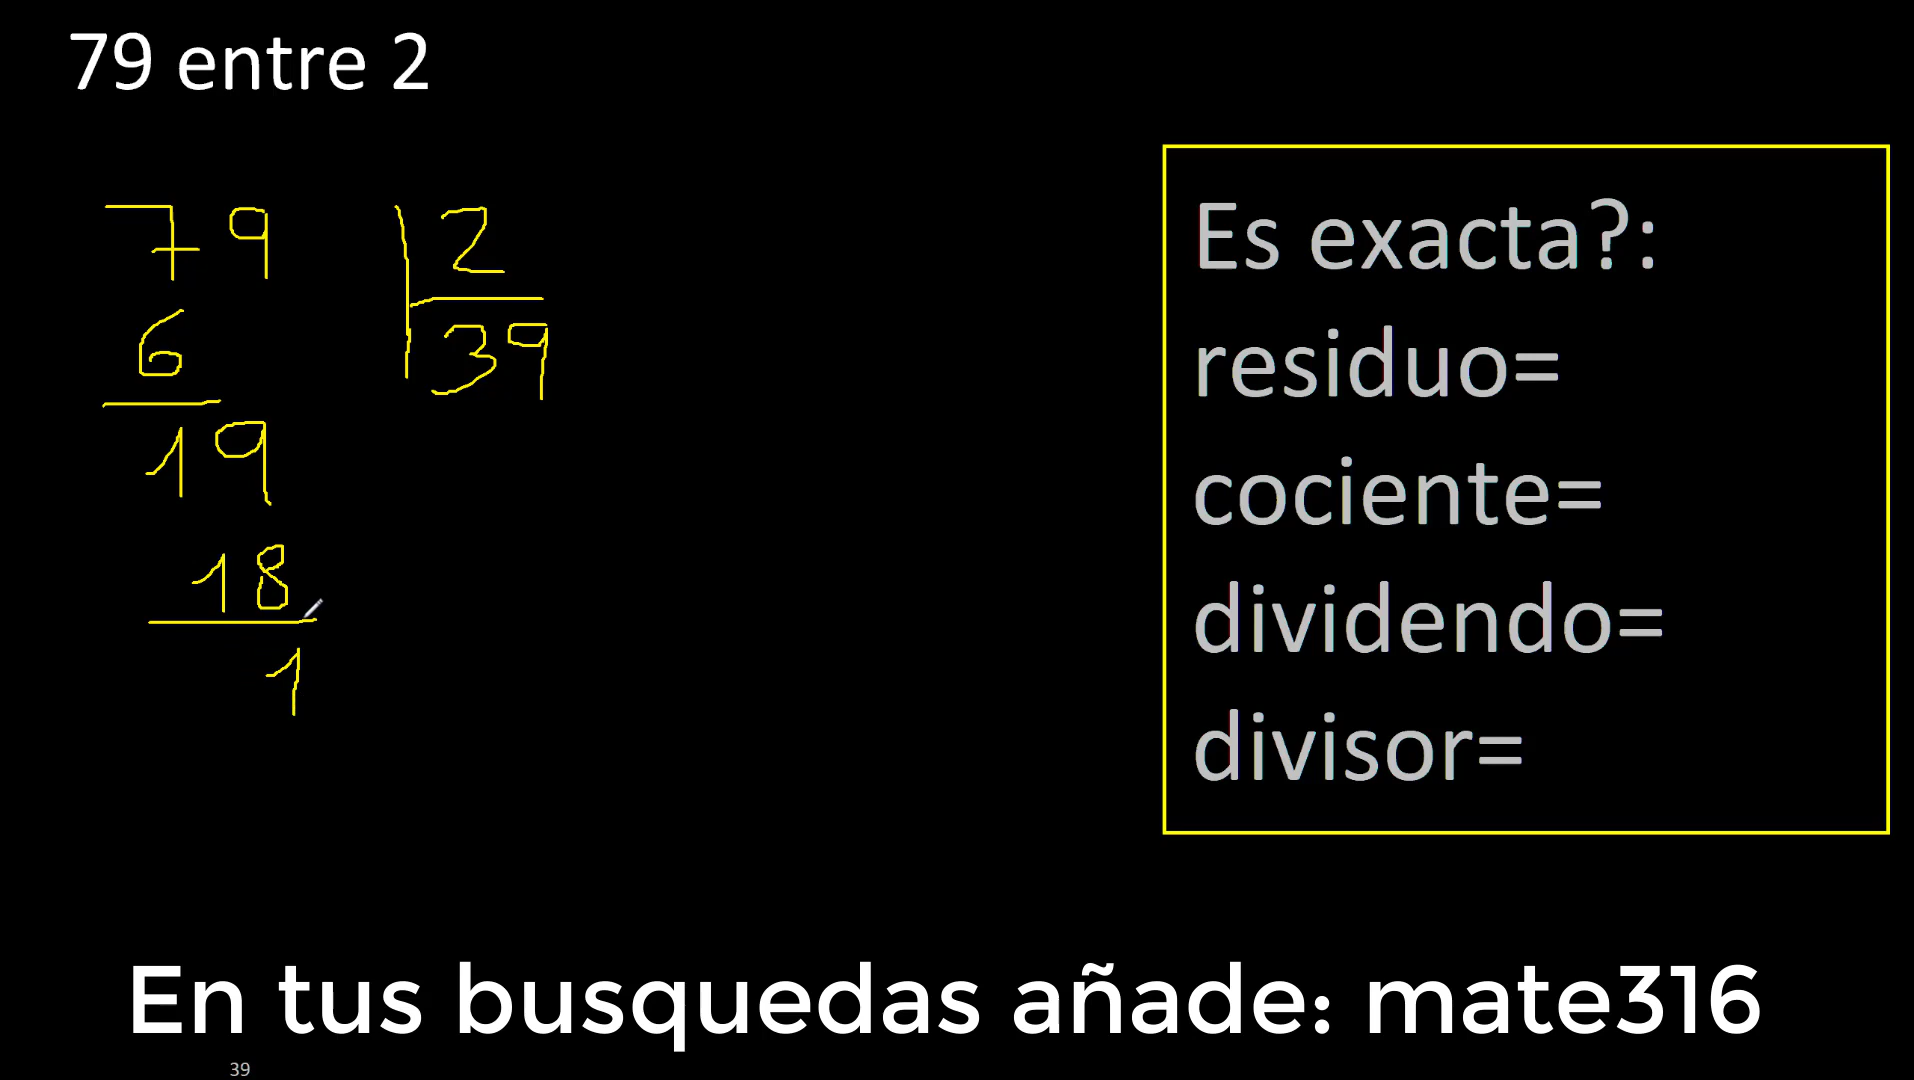 79 entre 2
79 2
6 39
19
18
1
Es exacta?:
residuo=
cociente=
dividendo=
divisor=
En tus busquedas añade: mate316
39